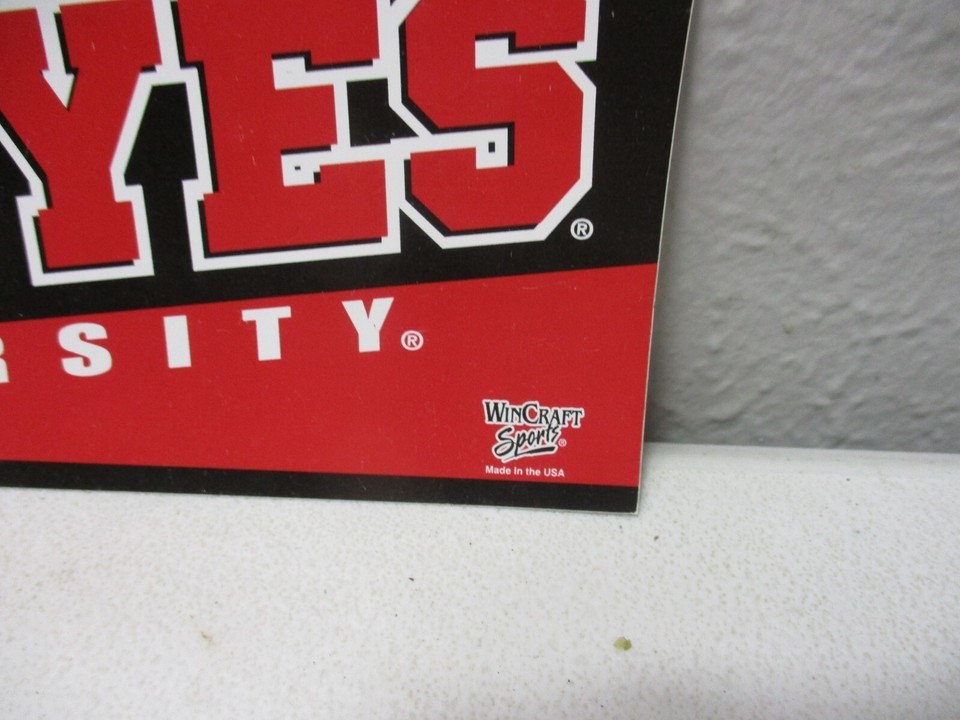 YES®
RSITY®
WINCRAFT
Sports®
Made In the USA